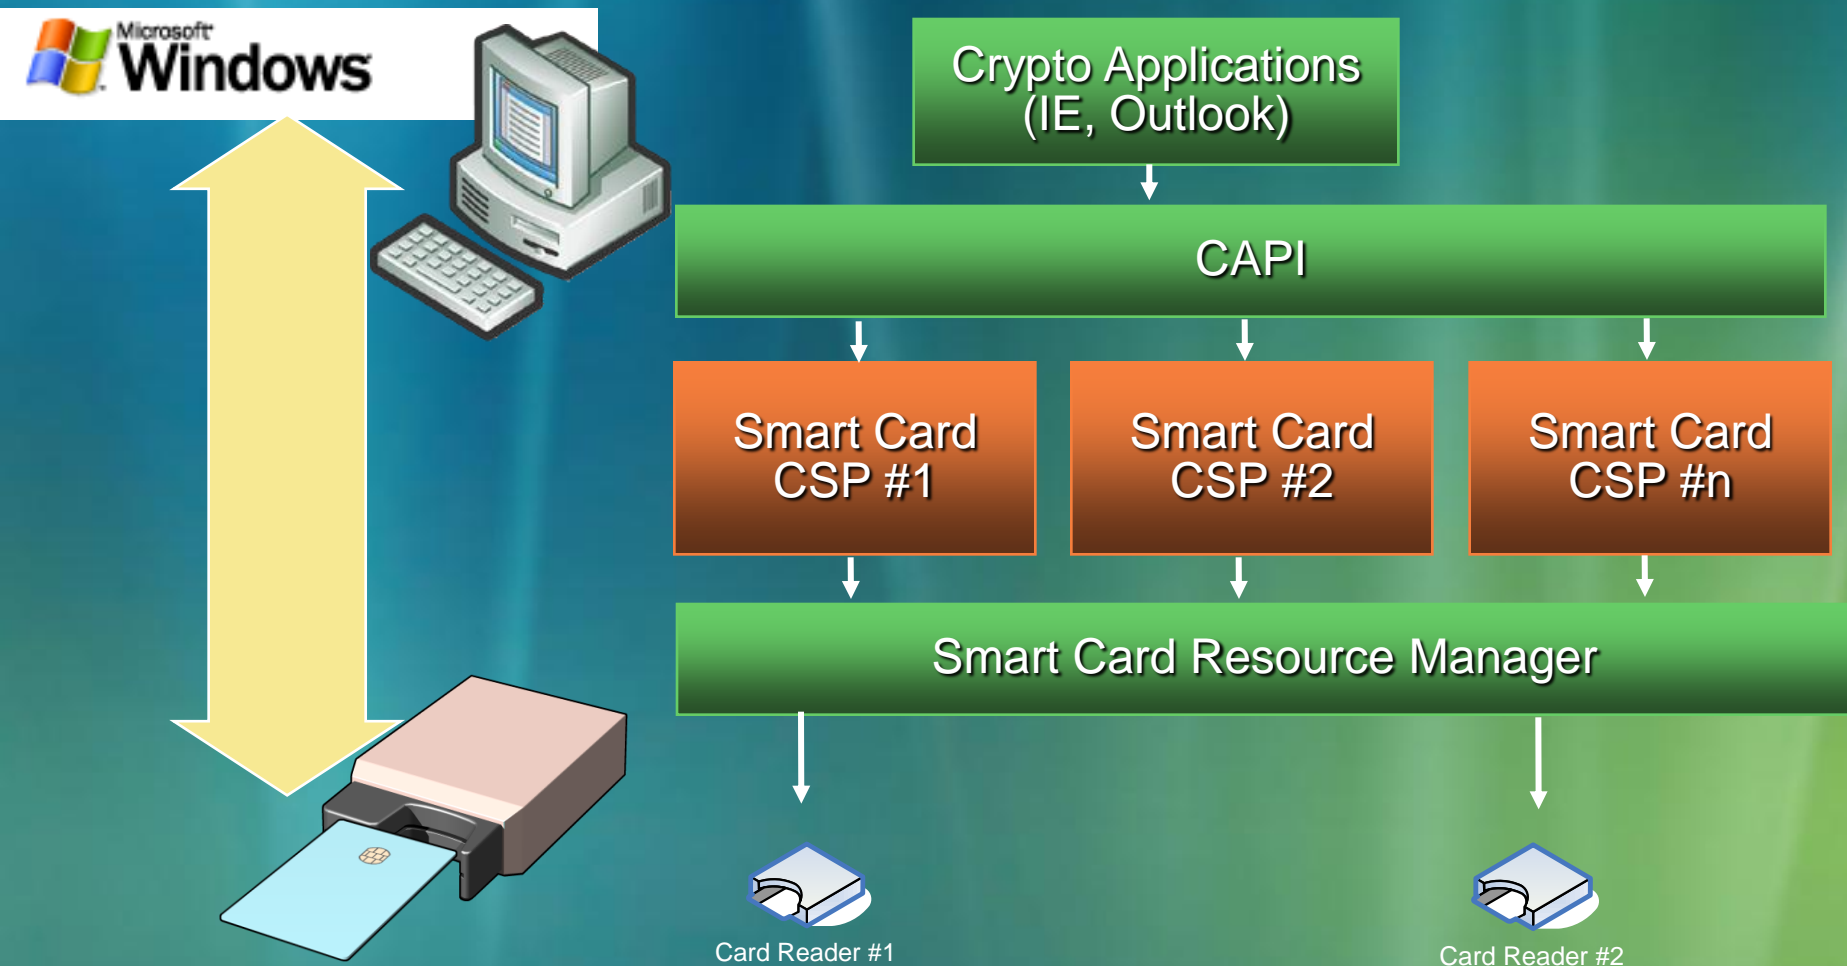 Microsoft
Windows
Crypto Applications
(IE, Outlook)
CAPI
Smart Card
CSP #1
Smart Card
CSP #2
Smart Card
CSP #n
Smart Card Resource Manager
Card Reader #1
Card Reader #2